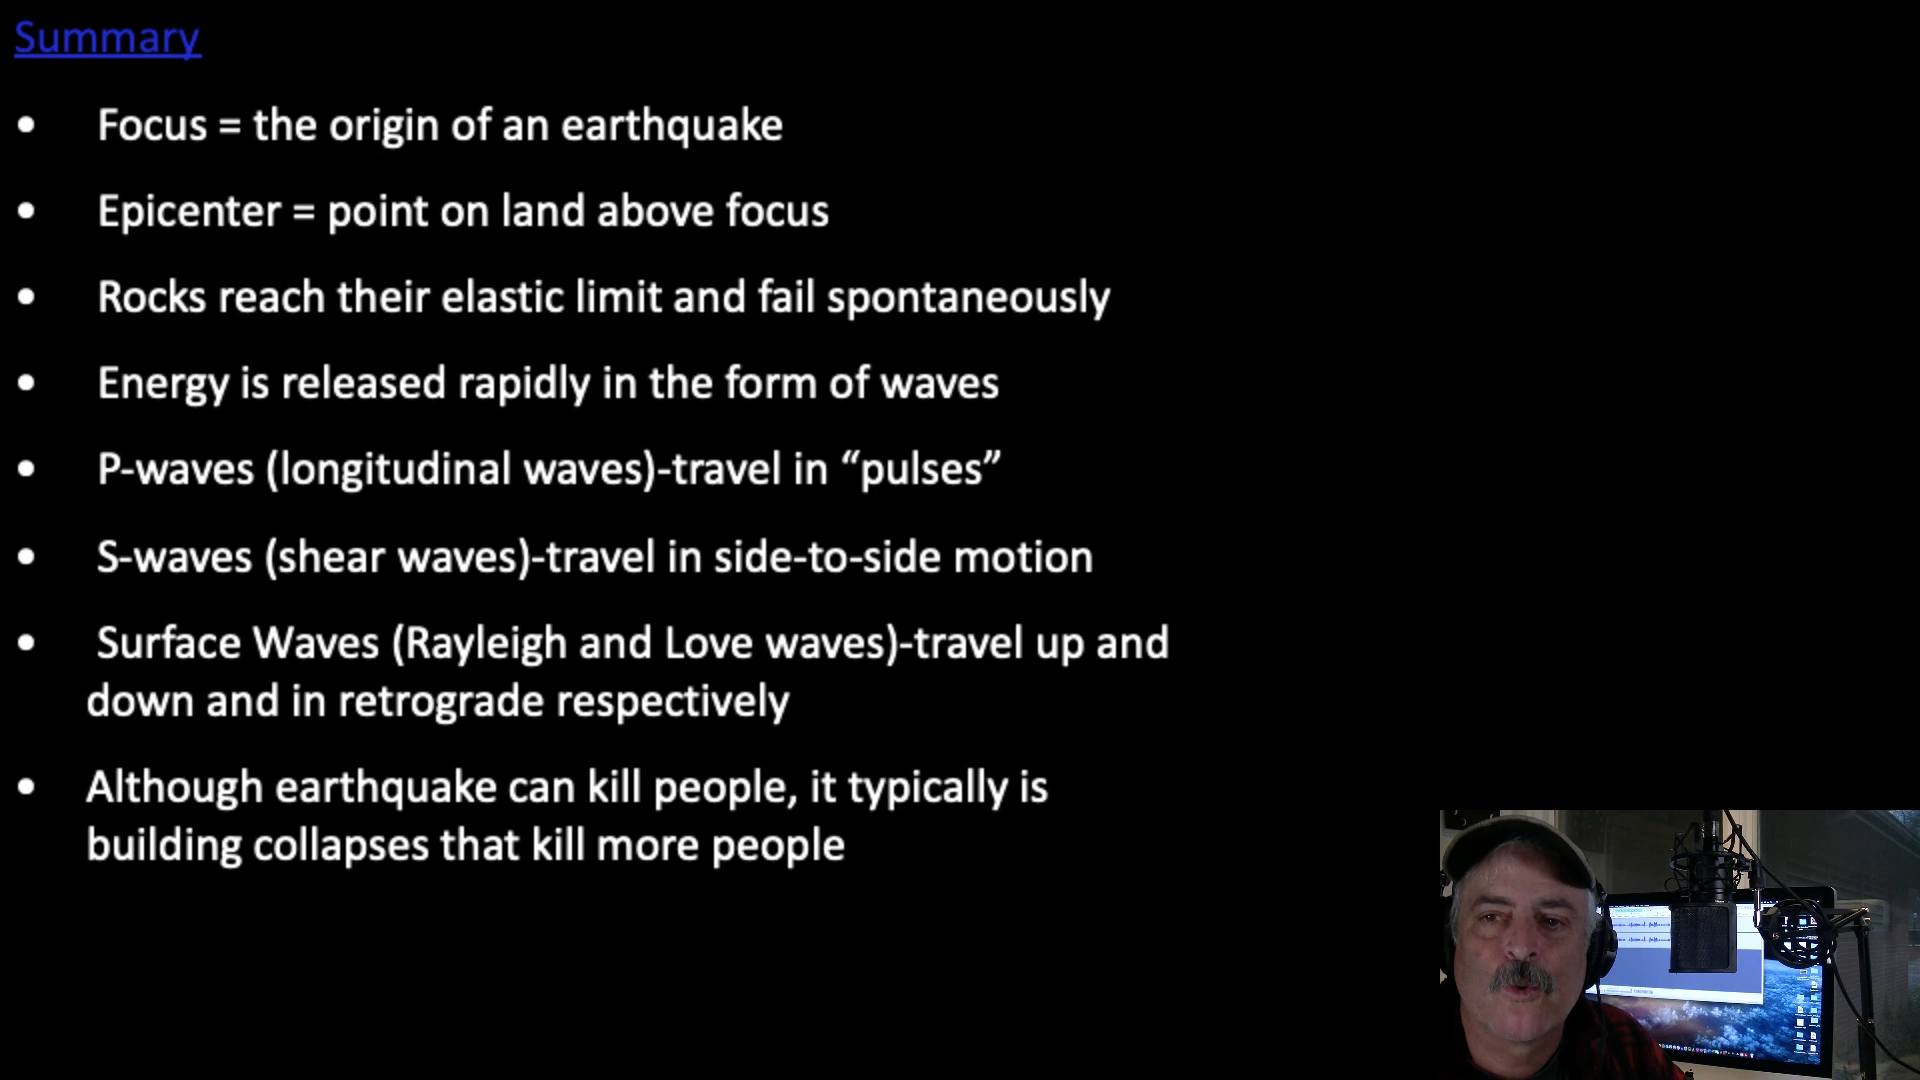 Summary
• Focus = the origin of an earthquake
• Epicenter = point on land above focus
• Rocks reach their elastic limit and fail spontaneously
• Energy is released rapidly in the form of waves
• P-waves (longitudinal waves)-travel in “pulses”
• S-waves (shear waves)-travel in side-to-side motion
• Surface Waves (Rayleigh and Love waves)-travel up and
down and in retrograde respectively
• Although earthquake can kill people, it typically is
building collapses that kill more people